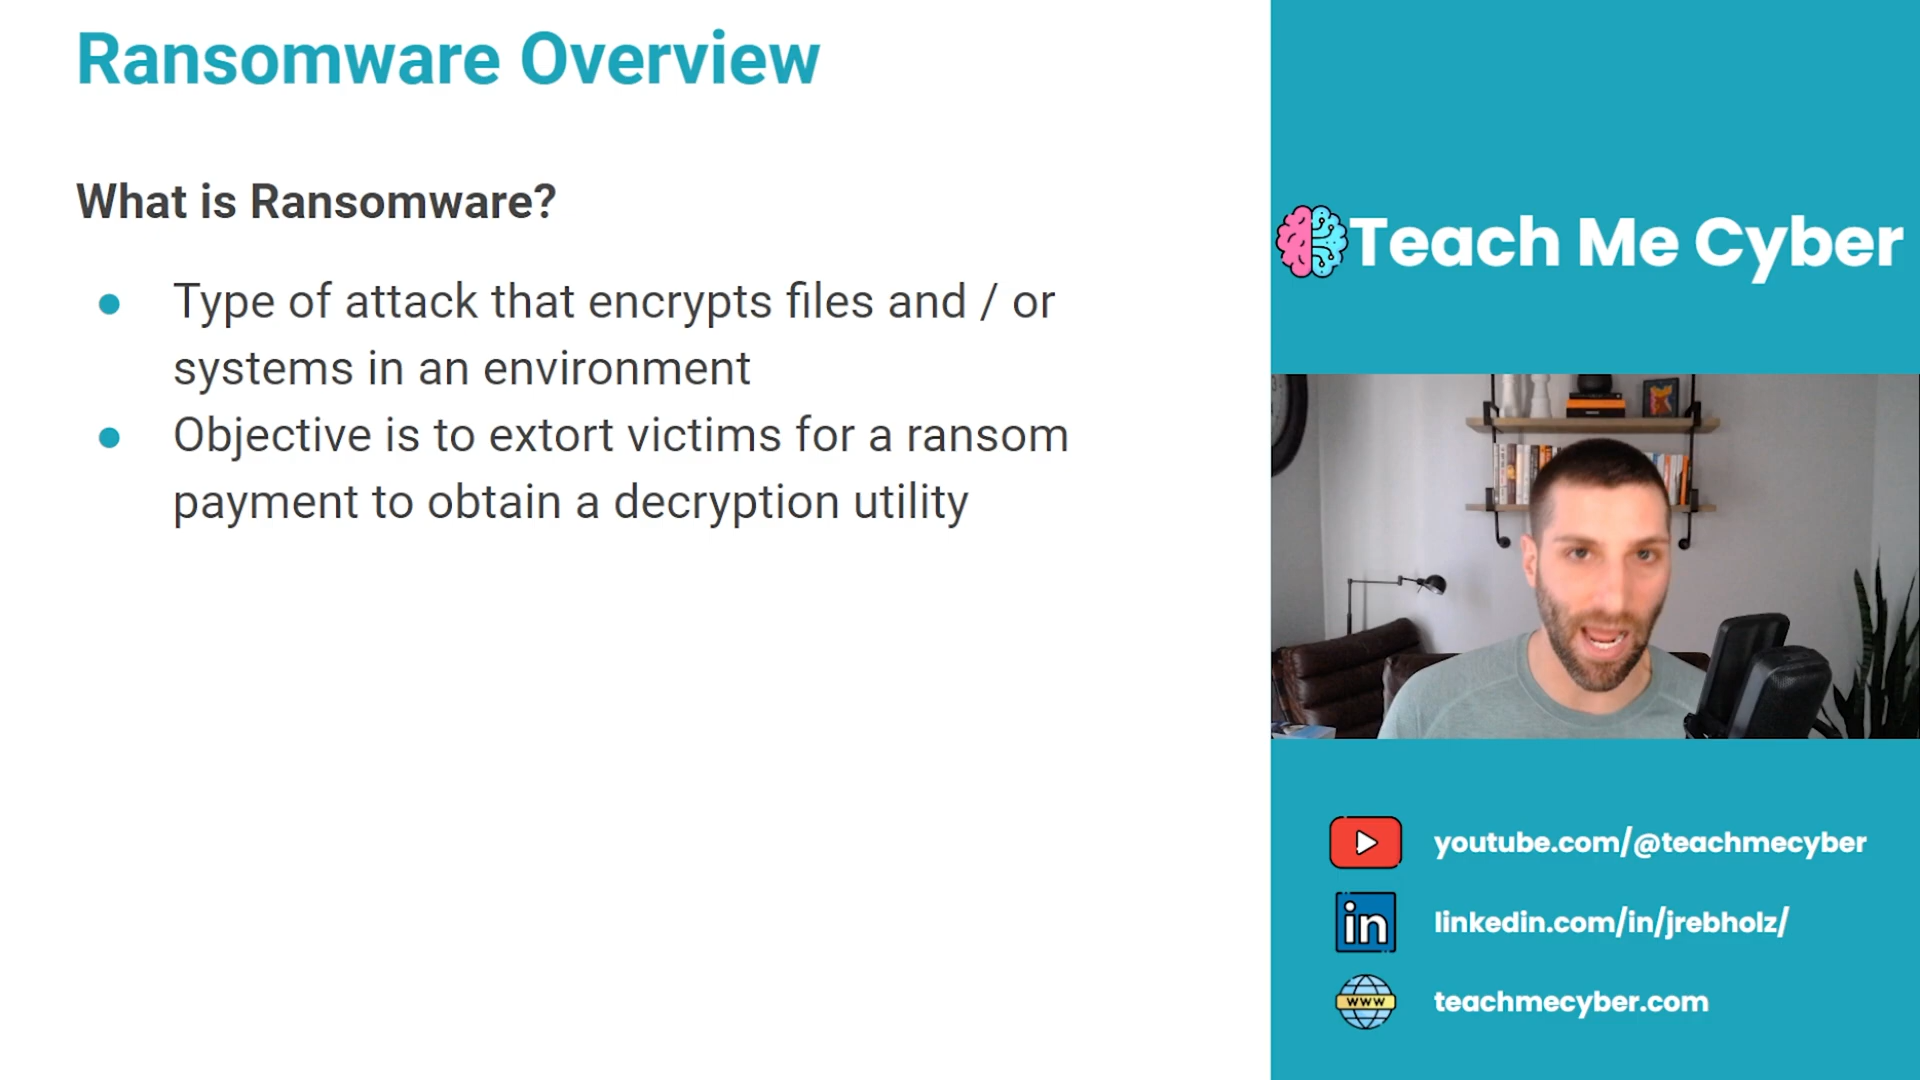 Ransomware Overview
What is Ransomware?
● Type of attack that encrypts files and / or
systems in an environment
● Objective is to extort victims for a ransom
payment to obtain a decryption utility
Teach Me Cyber
youtube.com/@teachmecyber
in
linkedin.com/in/jrebholz/
WWW
teachmecyber.com